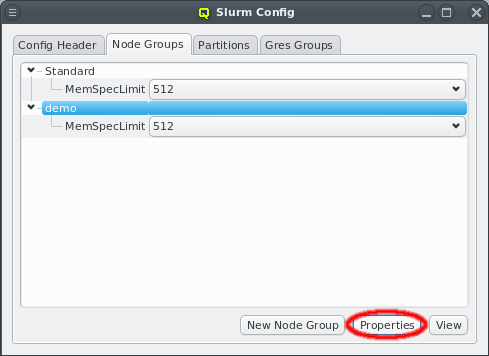 Slurm Config
Config Header Node Groups Partitions Gres Groups
Standard
MemSpecLimit 512
demo
MemSpecLimit 512
New Node Group Properties View